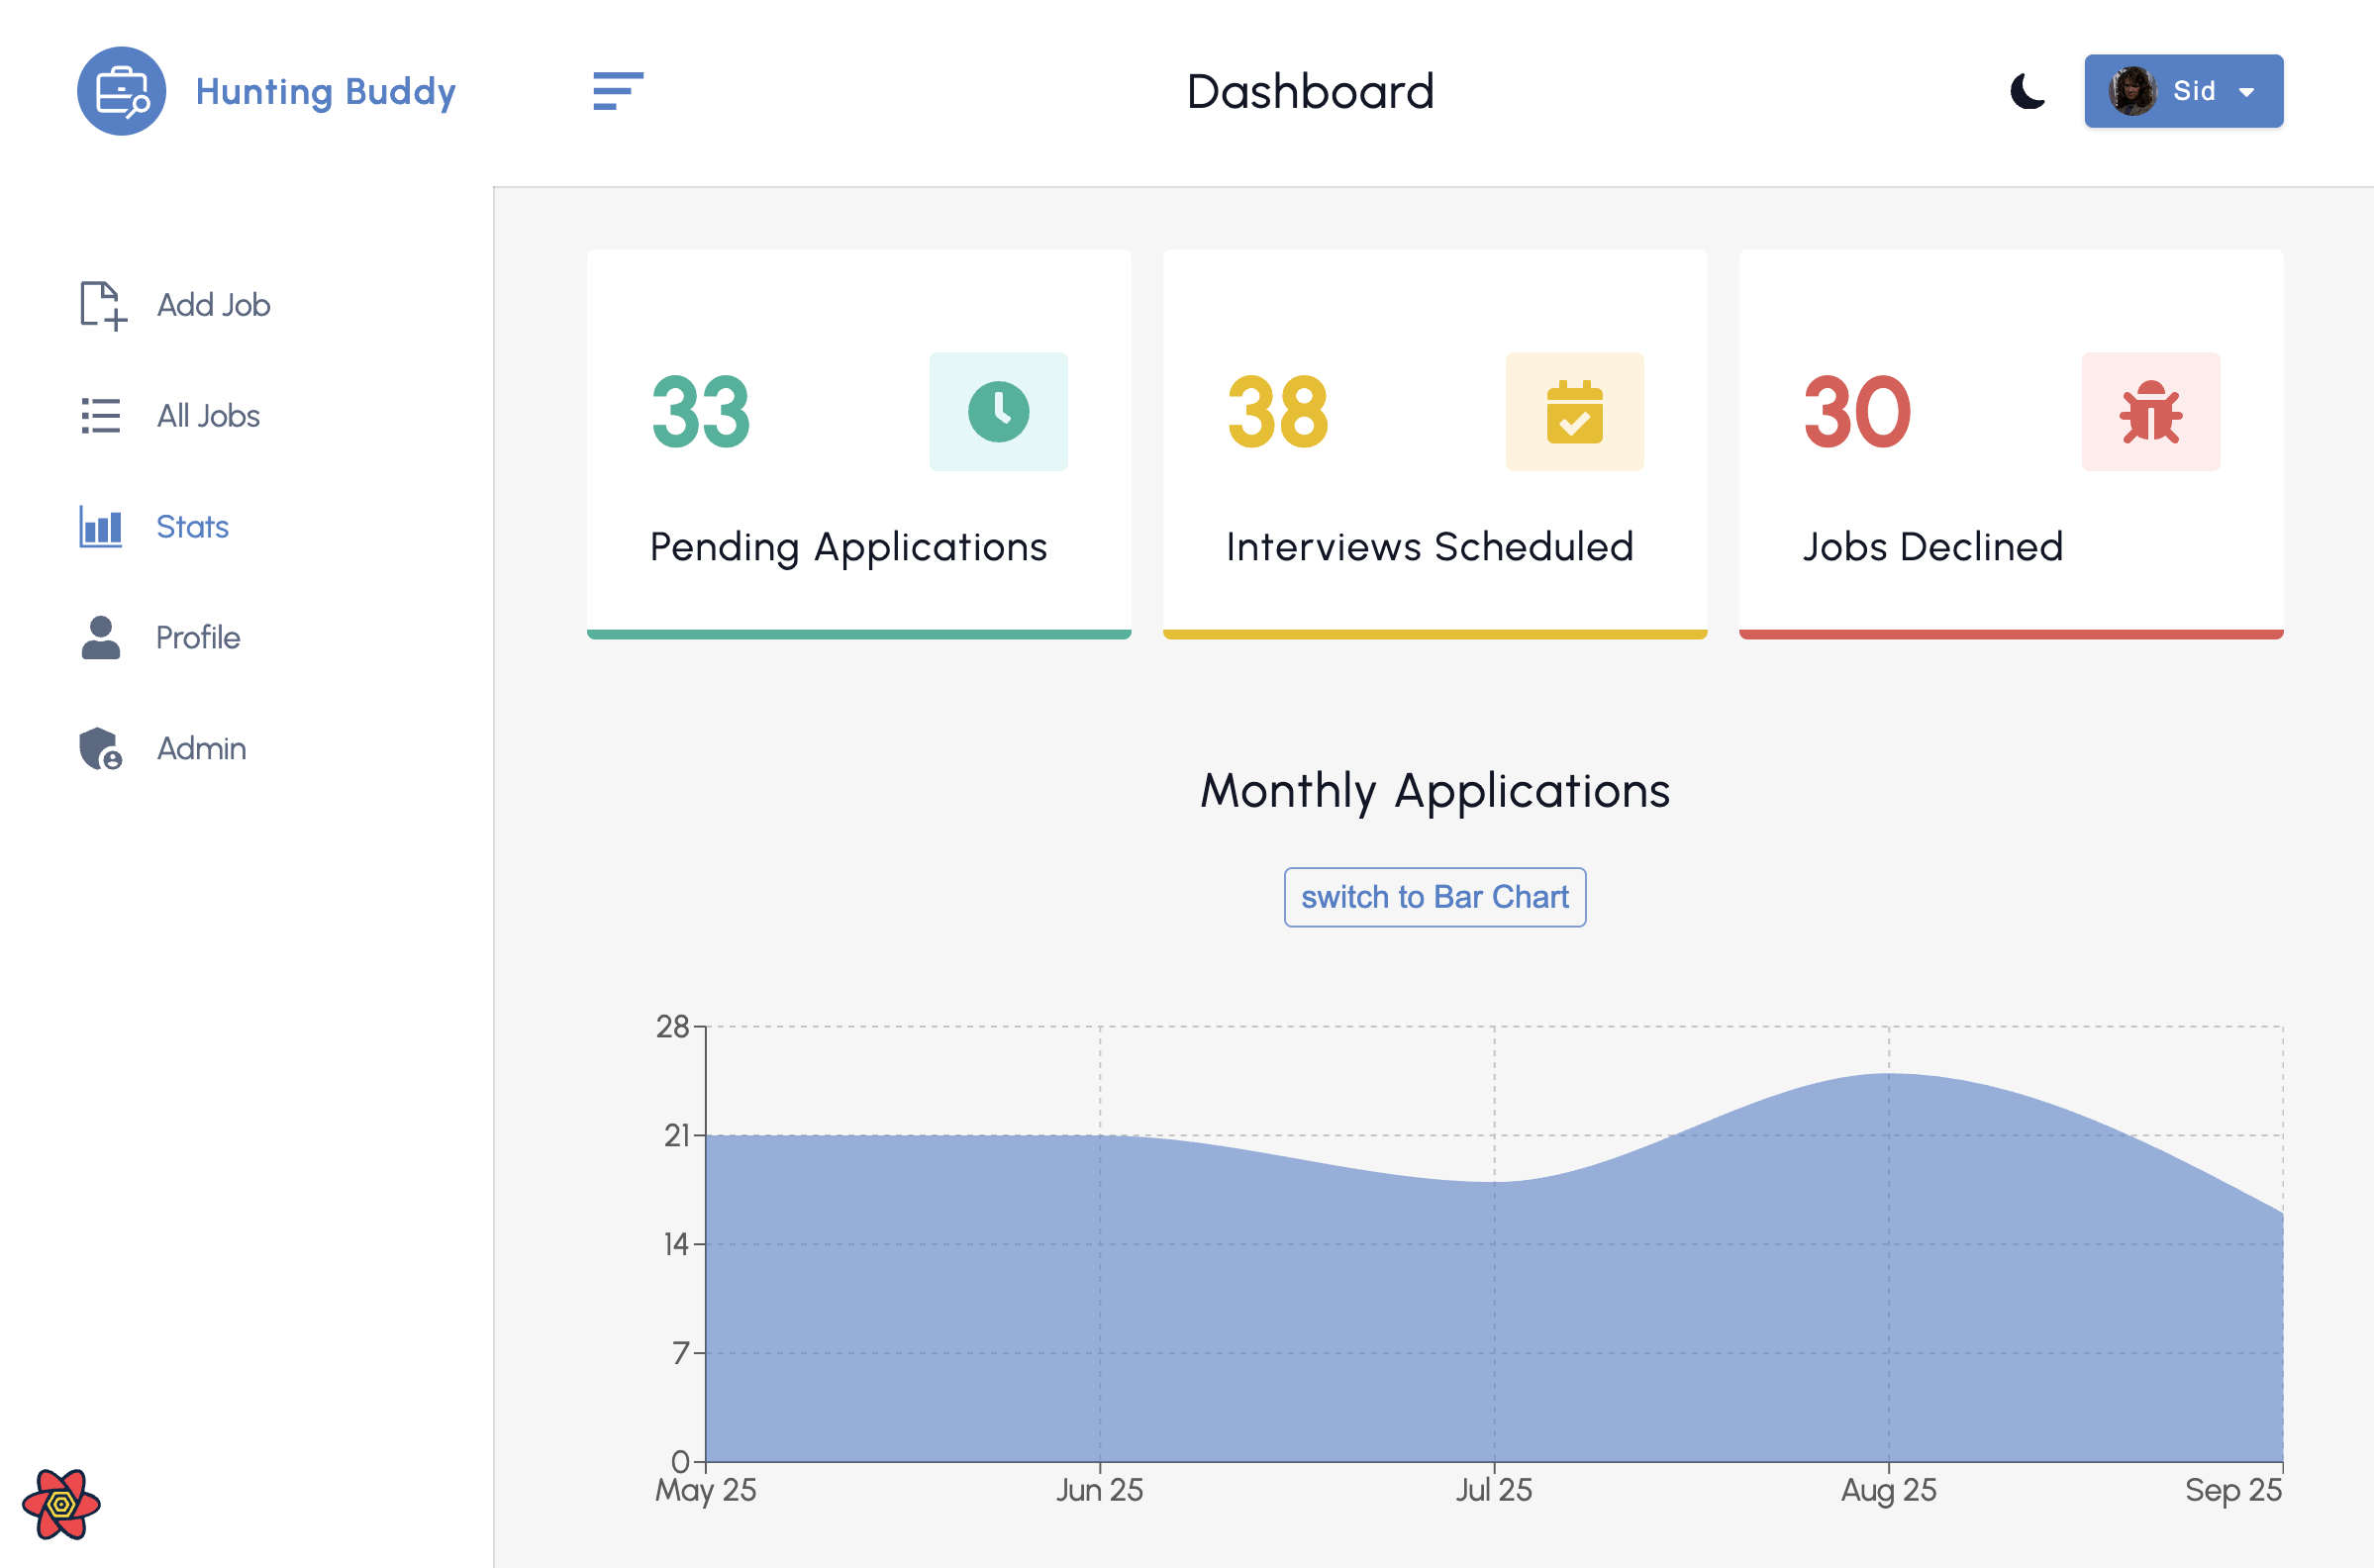 Hunting Buddy
Dashboard
Sid
Add Job
All Jobs
Stats
Profile
Admin
33
Pending Applications
38
Interviews Scheduled
30
Jobs Declined
Monthly Applications
switch to Bar Chart
28
21
14
7
0
May 25 Jun 25 Jul 25 Aug 25 Sep 25